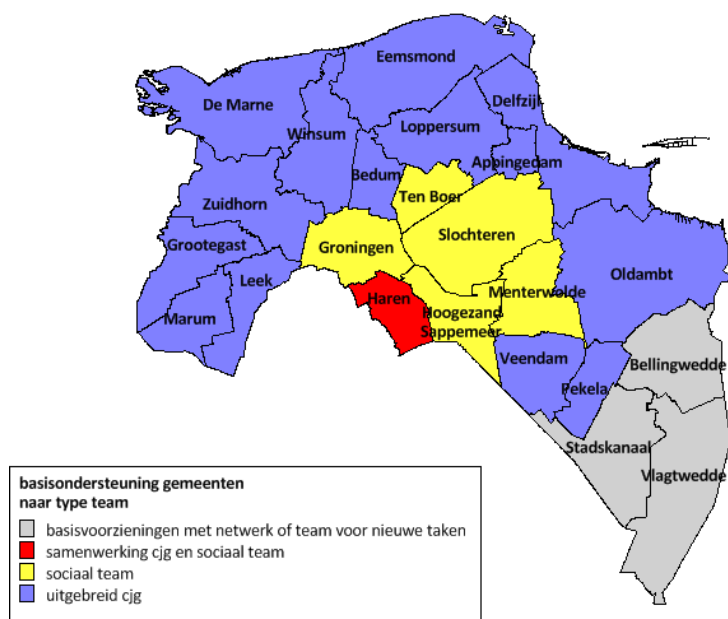 Eemsmond
De Marne
Delfzijl
Winsum
Loppersum
Appingedam
Bedum
Ten Boer
Zuidhorn
Slochteren
Grootegast
Groningen
Leek
Oldambt
Haren
Menterwolde
Hoogezand
Sappemeer
Marum
Veendam
Bellingwedde
Pekela
Stadskanaal
Vlagtwedde
basisondersteuning gemeenten
naar type team
basisvoorzieningen met netwerk of team voor nieuwe taken
samenwerking cjg en sociaal team
sociaal team
uitgebreid cjg